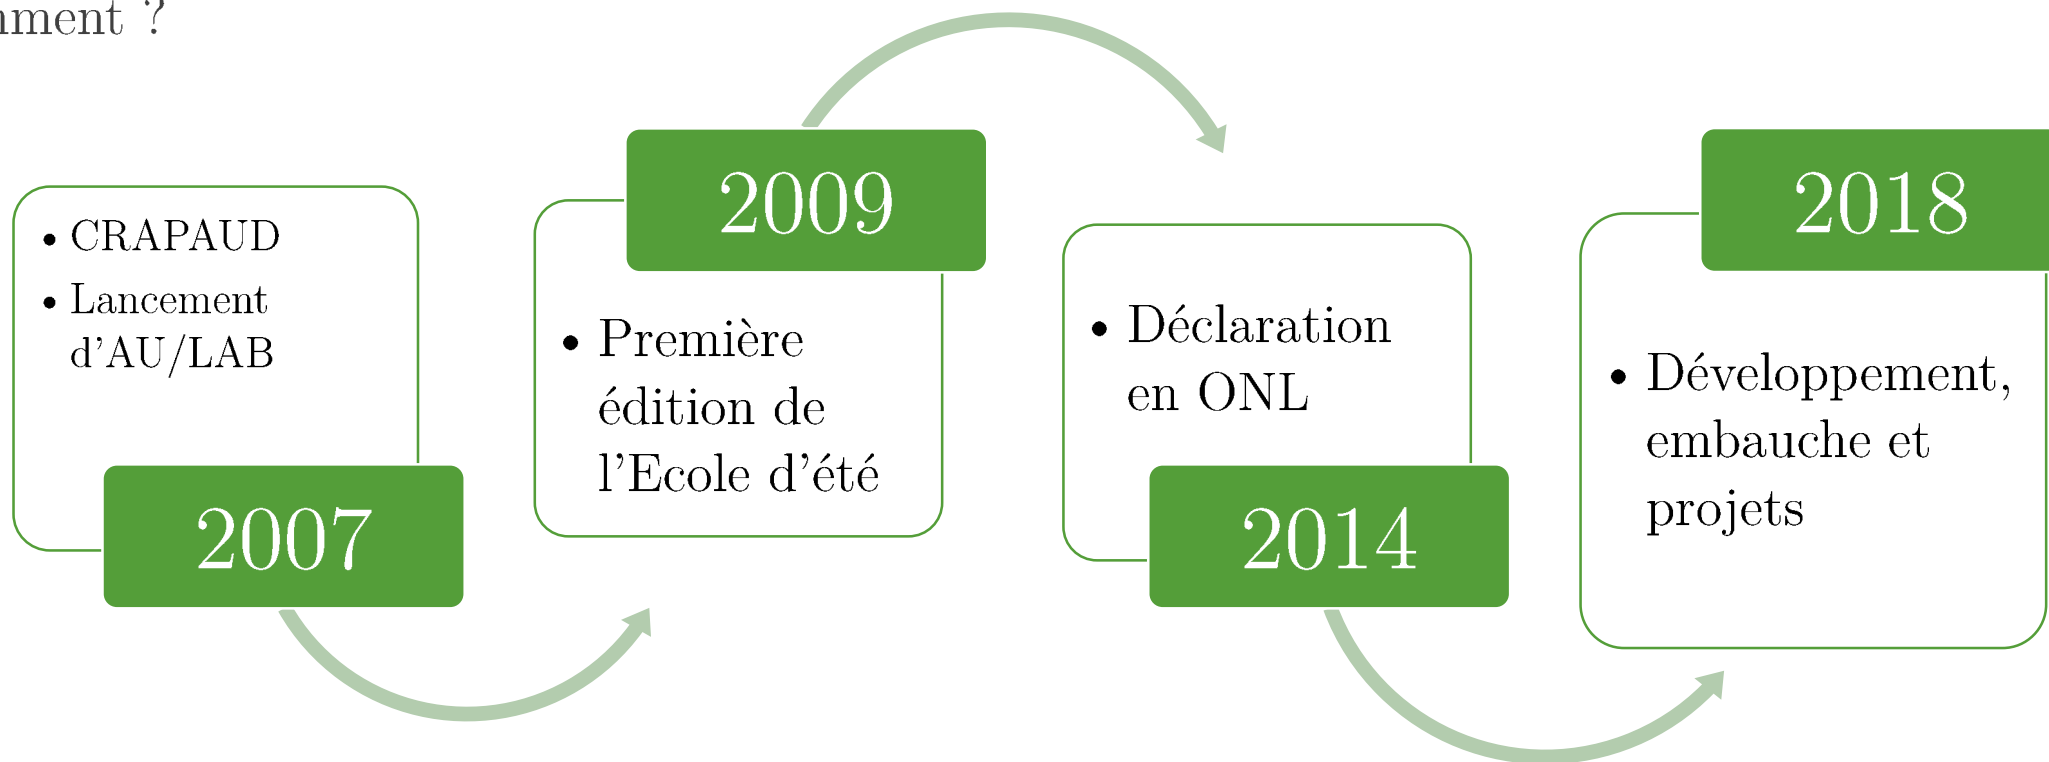 mment ?
• CRAPAUD
• Lancement
d'AU/LAB
2007
2009
• Première
édition de
l'Ecole d'été
• Déclaration
en ONL
2014
2018
• Développement,
embauche et
projets